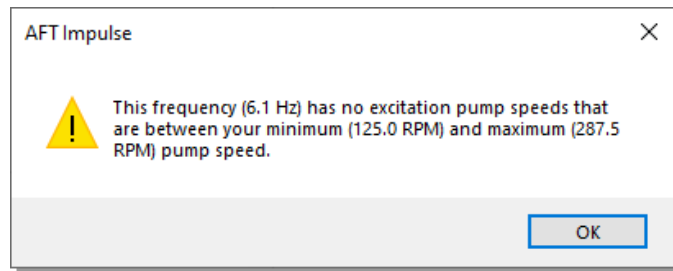 AFT Impulse
This frequency (6.1 Hz) has no excitation pump speeds that
are between your minimum (125.0 RPM) and maximum (287.5
RPM) pump speed.
OK